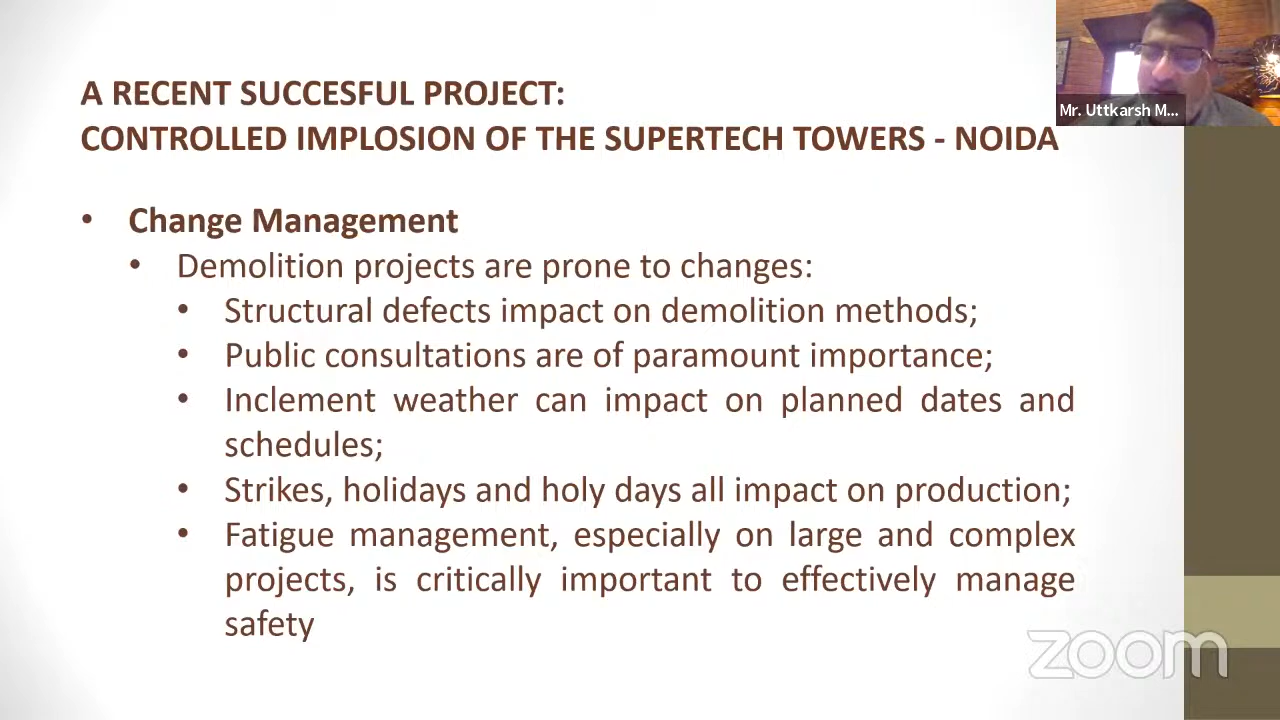 A RECENT SUCCESFUL PROJECT:
CONTROLLED IMPLOSION OF THE SUPERTECH TOWERS - NOIDA
Mr. Uttkarsh M...
• Change Management
• Demolition projects are prone to changes:
• Structural defects impact on demolition methods;
• Public consultations are of paramount importance;
• Inclement weather can impact on planned dates and
schedules;
• Strikes, holidays and holy days all impact on production;
• Fatigue management, especially on large and complex
projects, is critically important to effectively manage
safety
zoom